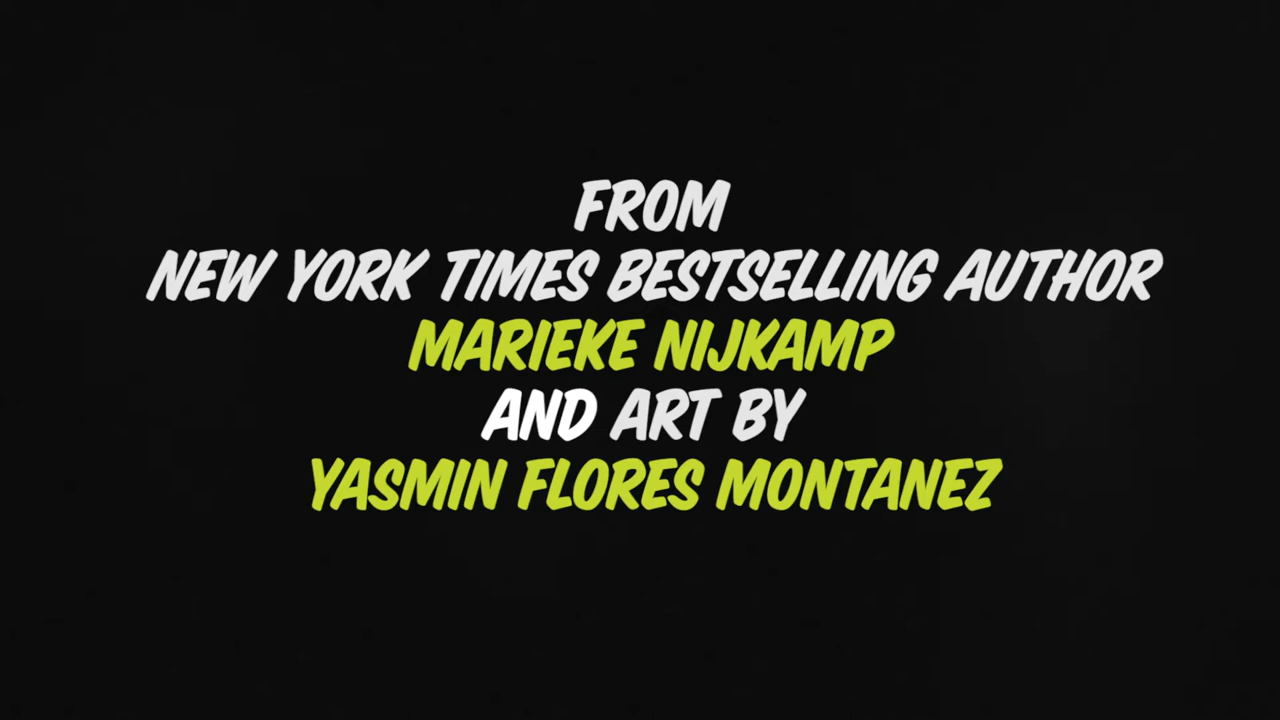 FROM
NEW YORK TIMES BESTSELLING AUTHOR
MARIEKE NIJKAMP
AND ART BY
YASMIN FLORES MONTANEZ